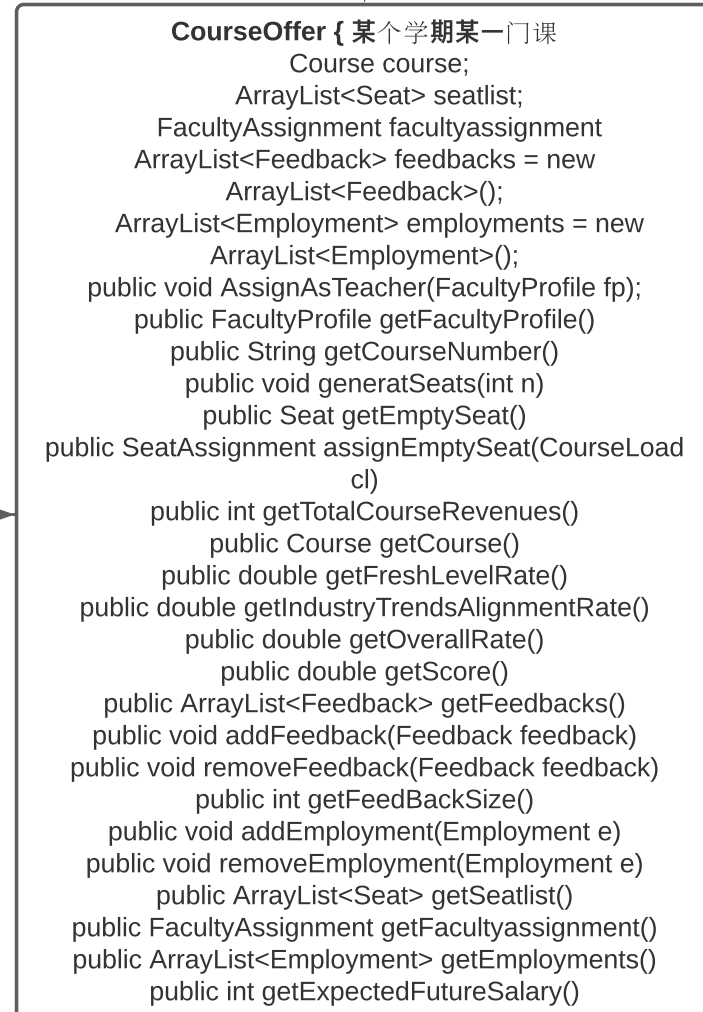 CourseOffer { 某个学期某一门课
Course course;
ArrayList<Seat> seatlist;
FacultyAssignment facultyassignment
ArrayList<Feedback> feedbacks = new
ArrayList<Feedback>();
ArrayList<Employment> employments = new
ArrayList<Employment>();
public void AssignAsTeacher(FacultyProfile fp);
public FacultyProfile getFacultyProfile()
public String getCourseNumber()
public void generatSeats(int n)
public Seat getEmptySeat()
public SeatAssignment assignEmptySeat(CourseLoad
cl)
public int getTotalCourseRevenues()
public Course getCourse()
public double getFreshLevelRate()
public double getIndustryTrendsAlignmentRate()
public double getOverallRate()
public double getScore()
public ArrayList<Feedback> getFeedbacks()
public void addFeedback(Feedback feedback)
public void removeFeedback(Feedback feedback)
public int getFeedBackSize()
public void addEmployment(Employment e)
public void removeEmployment(Employment e)
public ArrayList<Seat> getSeatlist()
public FacultyAssignment getFacultyassignment()
public ArrayList<Employment> getEmployments()
public int getExpectedFutureSalary()